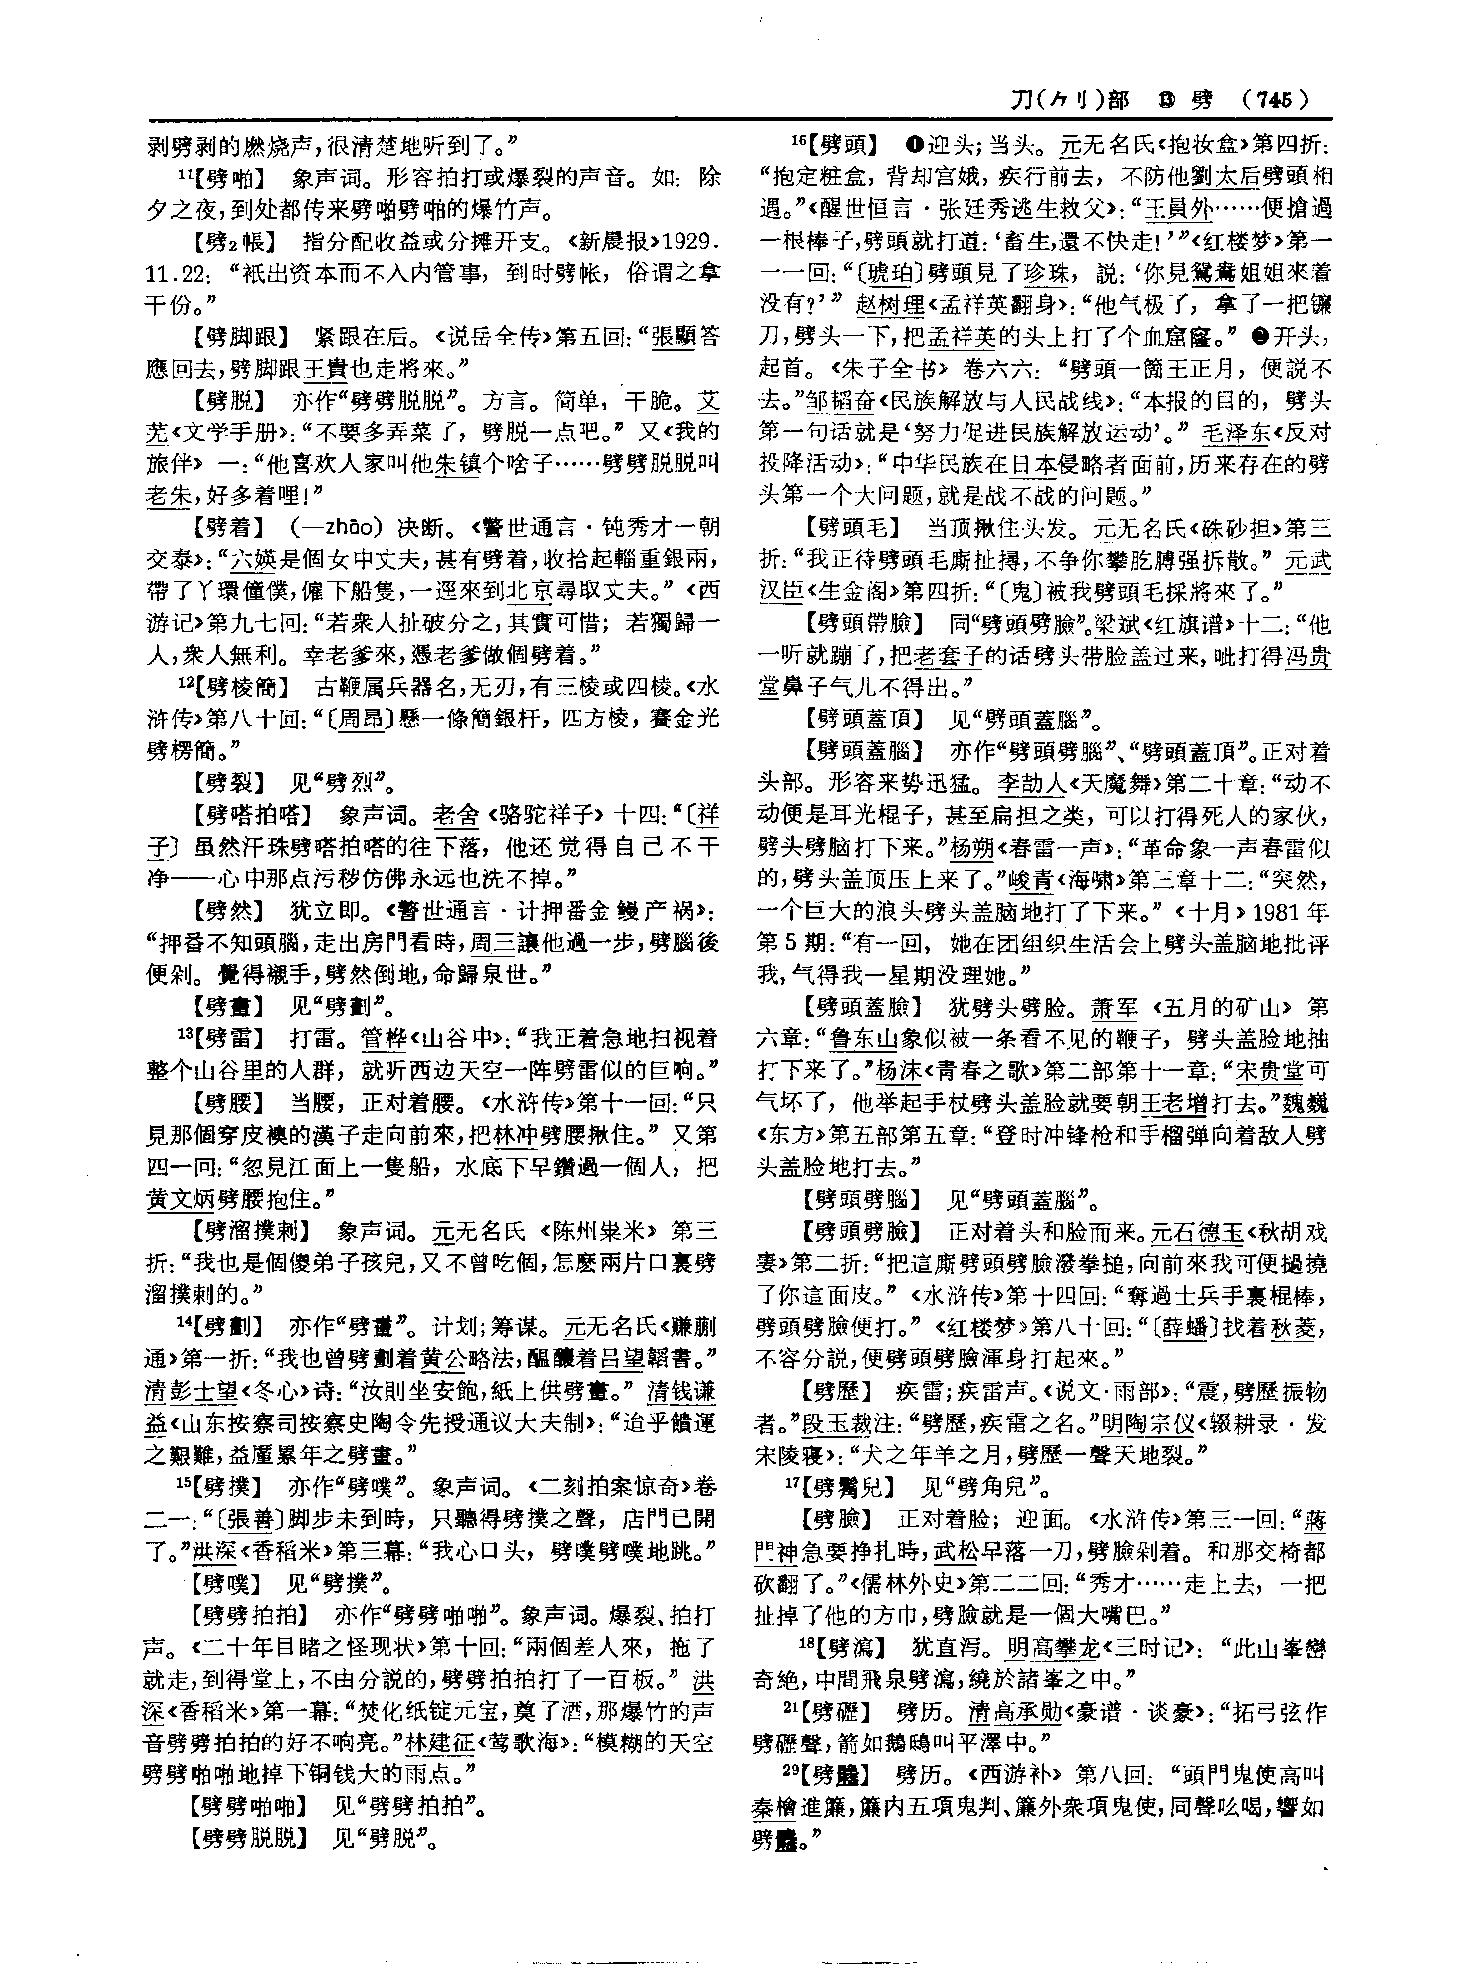 刀(⺈刂)部 ⓭ 劈 (745)
剥劈剥的燃烧声，很清楚地听到了。”
¹¹【劈啪】 象声词。形容拍打或爆裂的声音。如：除
夕之夜，到处都传来劈啪劈啪的爆竹声。
【劈₂帳】 指分配收益或分摊开支。《新晨报》1929.
11.22：“祇出资本而不入内管事，到时劈帐，俗谓之拿
干份。”
【劈脚跟】 紧跟在后。《说岳全传》第五回：“張顯答
應回去，劈脚跟王貴也走將來。”
【劈脱】 亦作“劈劈脱脱”。方言。简单，干脆。艾
芜《文学手册》：“不要多弄菜了，劈脱一点吧。”又《我的
旅伴》一：“他喜欢人家叫他朱镇个啥子……劈劈脱脱叫
老朱，好多着哩！”
【劈着】 （—zhāo）决断。《警世通言·钝秀才一朝
交泰》：“六媖是個女中丈夫，甚有劈着，收拾起輜重銀兩，
帶了丫環僮僕，僱下船隻，一逕來到北京尋取丈夫。”《西
游记》第九七回：“若衆人扯破分之，其實可惜；若獨歸一
人，衆人無利。幸老爹來，憑老爹做個劈着。”
¹²【劈棱簡】 古鞭属兵器名，无刃，有三棱或四棱。《水
浒传》第八十回：“〔周昂〕懸一條簡銀杆，四方棱，賽金光
劈楞簡。”
【劈裂】 见“劈烈”。
【劈嗒拍嗒】 象声词。老舍《骆驼祥子》十四：“〔祥
子〕虽然汗珠劈嗒拍嗒的往下落，他还觉得自己不干
净——心中那点污秽仿佛永远也洗不掉。”
【劈然】 犹立即。《警世通言·计押番金鳗产祸》：
“押番不知頭腦，走出房門看時，周三讓他過一步，劈腦後
便剁。覺得襯手，劈然倒地，命歸泉世。”
【劈畫】 见“劈劃”。
¹³【劈雷】 打雷。管桦《山谷中》：“我正着急地扫视着
整个山谷里的人群，就听西边天空一阵劈雷似的巨响。”
【劈腰】 当腰，正对着腰。《水浒传》第十一回：“只
見那個穿皮襖的漢子走向前來，把林冲劈腰揪住。”又第
四一回：“忽見江面上一隻船，水底下早鑽過一個人，把
黄文炳劈腰抱住。”
【劈溜撲剌】 象声词。元无名氏《陈州粜米》第三
折：“我也是個傻弟子孩兒，又不曾吃個，怎麽兩片口裏劈
溜撲剌的。”
¹⁴【劈劃】 亦作“劈畫”。计划；筹谋。元无名氏《赚蒯
通》第一折：“我也曾劈劃着黄公略法，醖釀着吕望韜書。”
清彭士望《冬心》诗：“汝則坐安飽，紙上供劈畫。”清钱谦
益《山东按察司按察史陶令先授通议大夫制》：“迨乎饋運
之艱難，益廑累年之劈畫。”
¹⁵【劈撲】 亦作“劈噗”。象声词。《二刻拍案惊奇》卷
二一：“〔張善〕脚步未到時，只聽得劈撲之聲，店門已開
了。”洪深《香稻米》第三幕：“我心口头，劈噗劈噗地跳。”
【劈噗】 见“劈撲”。
【劈劈拍拍】 亦作“劈劈啪啪”。象声词。爆裂、拍打
声。《二十年目睹之怪现状》第十回：“兩個差人來，拖了
就走，到得堂上，不由分説的，劈劈拍拍打了一百板。”洪
深《香稻米》第一幕：“焚化纸锭元宝，奠了酒，那爆竹的声
音劈劈拍拍的好不响亮。”林建征《莺歌海》：“模糊的天空
劈劈啪啪地掉下铜钱大的雨点。”
【劈劈啪啪】 见“劈劈拍拍”。
【劈劈脱脱】 见“劈脱”。
¹⁶【劈頭】 ❶迎头；当头。元无名氏《抱妆盒》第四折：
“抱定粧盒，背却宫娥，疾行前去，不防他劉太后劈頭相
遇。”《醒世恒言·张廷秀逃生救父》：“王員外……便搶過
一根棒子，劈頭就打道：‘畜生，還不快走！’”《红楼梦》第一
一一回：“〔琥珀〕劈頭見了珍珠，説：‘你見鴛鴦姐姐來着
没有？’”赵树理《孟祥英翻身》：“他气极了，拿了一把镰
刀，劈头一下，把孟祥英的头上打了个血窟窿。”❷开头，
起首。《朱子全书》卷六六：“劈頭一箇王正月，便説不
去。”邹韬奋《民族解放与人民战线》：“本报的目的，劈头
第一句话就是‘努力促进民族解放运动’。”毛泽东《反对
投降活动》：“中华民族在日本侵略者面前，历来存在的劈
头第一个大问题，就是战不战的问题。”
【劈頭毛】 当顶揪住头发。元无名氏《硃砂担》第三
折：“我正待劈頭毛廝扯挦，不争你攀肐膊强拆散。”元武
汉臣《生金阁》第四折：“〔鬼〕被我劈頭毛採將來了。”
【劈頭帶臉】 同“劈頭劈臉”。梁斌《红旗谱》十二：“他
一听就蹦了，把老套子的话劈头带脸盖过来，呲打得冯贵
堂鼻子气儿不得出。”
【劈頭蓋頂】 见“劈頭蓋腦”。
【劈頭蓋腦】 亦作“劈頭劈腦”、“劈頭蓋頂”。正对着
头部。形容来势迅猛。李劼人《天魔舞》第二十章：“动不
动便是耳光棍子，甚至扁担之类，可以打得死人的家伙，
劈头劈脑打下来。”杨朔《春雷一声》：“革命象一声春雷似
的，劈头盖顶压上来了。”峻青《海啸》第三章十二：“突然，
一个巨大的浪头劈头盖脑地打了下来。”《十月》1981年
第5期：“有一回，她在团组织生活会上劈头盖脑地批评
我，气得我一星期没理她。”
【劈頭蓋臉】 犹劈头劈脸。萧军《五月的矿山》第
六章：“鲁东山象似被一条看不见的鞭子，劈头盖脸地抽
打下来了。”杨沫《青春之歌》第二部第十一章：“宋贵堂可
气坏了，他举起手杖劈头盖脸就要朝王老增打去。”魏巍
《东方》第五部第五章：“登时冲锋枪和手榴弹向着敌人劈
头盖脸地打去。”
【劈頭劈腦】 见“劈頭蓋腦”。
【劈頭劈臉】 正对着头和脸而来。元石德玉《秋胡戏
妻》第二折：“把這廝劈頭劈臉潑拳搥，向前來我可便撾撓
了你這面皮。”《水浒传》第十四回：“奪過士兵手裏棍棒，
劈頭劈臉便打。”《红楼梦》第八十回：“〔薛蟠〕找着秋菱，
不容分説，便劈頭劈臉渾身打起來。”
【劈歷】 疾雷；疾雷声。《说文·雨部》：“震，劈歷振物
者。”段玉裁注：“劈歷，疾雷之名。”明陶宗仪《辍耕录·发
宋陵寝》：“犬之年羊之月，劈歷一聲天地裂。”
¹⁷【劈鬢兒】 见“劈角兒”。
【劈臉】 正对着脸；迎面。《水浒传》第三一回：“蔣
門神急要挣扎時，武松早落一刀，劈臉剁着。和那交椅都
砍翻了。”《儒林外史》第二二回：“秀才……走上去，一把
扯掉了他的方巾，劈臉就是一個大嘴巴。”
¹⁸【劈瀉】 犹直泻。明高攀龙《三时记》：“此山峯巒
奇絶，中間飛泉劈瀉，繞於諸峯之中。”
²¹【劈礰】 劈历。清高承勋《豪谱·谈豪》：“拓弓弦作
劈礰聲，箭如鵝鴟叫平澤中。”
劈历。《西游补》第八回：“頭門鬼使高叫
秦檜進簾，簾内五項鬼判、簾外衆項鬼使，同聲吆喝，響如